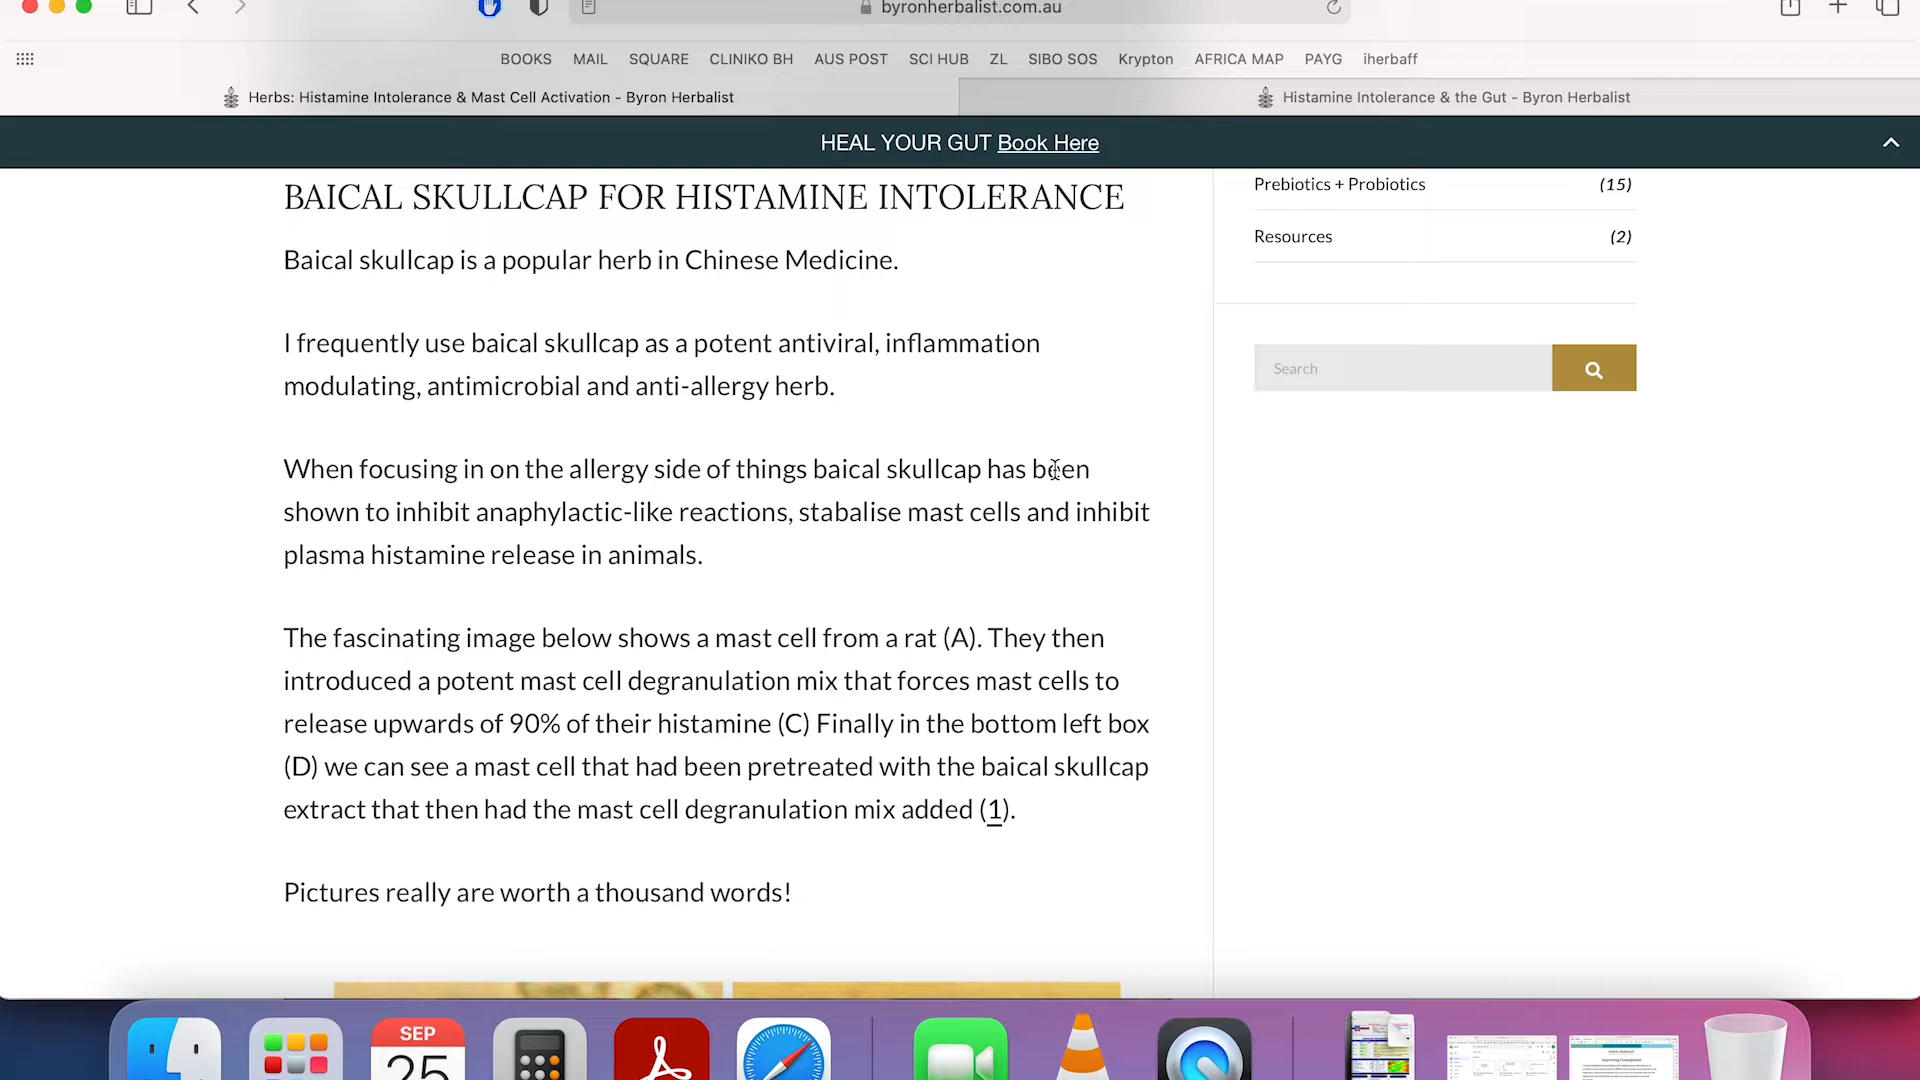 byronherbalist.com.au
BOOKS MAIL SQUARE CLINIKO BH AUS POST SCI HUB ZL SIBO SOS Krypton AFRICA MAP PAYG iherbaff
Herbs: Histamine Intolerance & Mast Cell Activation - Byron Herbalist
Histamine Intolerance & the Gut - Byron Herbalist
HEAL YOUR GUT Book Here
BAICAL SKULLCAP FOR HISTAMINE INTOLERANCE
Baical skullcap is a popular herb in Chinese Medicine.
I frequently use baical skullcap as a potent antiviral, inflammation
modulating, antimicrobial and anti-allergy herb.
When focusing in on the allergy side of things baical skullcap has been
shown to inhibit anaphylactic-like reactions, stabalise mast cells and inhibit
plasma histamine release in animals.
The fascinating image below shows a mast cell from a rat (A). They then
introduced a potent mast cell degranulation mix that forces mast cells to
release upwards of 90% of their histamine (C) Finally in the bottom left box
(D) we can see a mast cell that had been pretreated with the baical skullcap
extract that then had the mast cell degranulation mix added (1).
Pictures really are worth a thousand words!
Prebiotics + Probiotics (15)
Resources (2)
Search
SEP
25